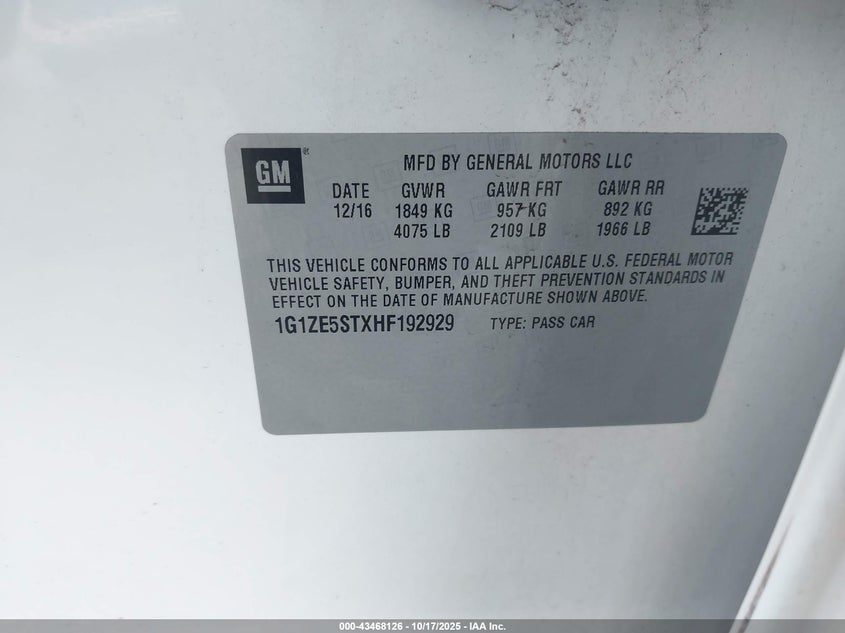 GM ®
MFD BY GENERAL MOTORS LLC
DATE GVWR GAWR FRT GAWR RR
12/16 1849 KG 957 KG 892 KG
4075 LB 2109 LB 1966 LB
THIS VEHICLE CONFORMS TO ALL APPLICABLE U.S. FEDERAL MOTOR
VEHICLE SAFETY, BUMPER, AND THEFT PREVENTION STANDARDS IN
EFFECT ON THE DATE OF MANUFACTURE SHOWN ABOVE.
1G1ZE5STXHF192929 TYPE: PASS CAR
000-43468126 - 10/17/2025 - IAA Inc.